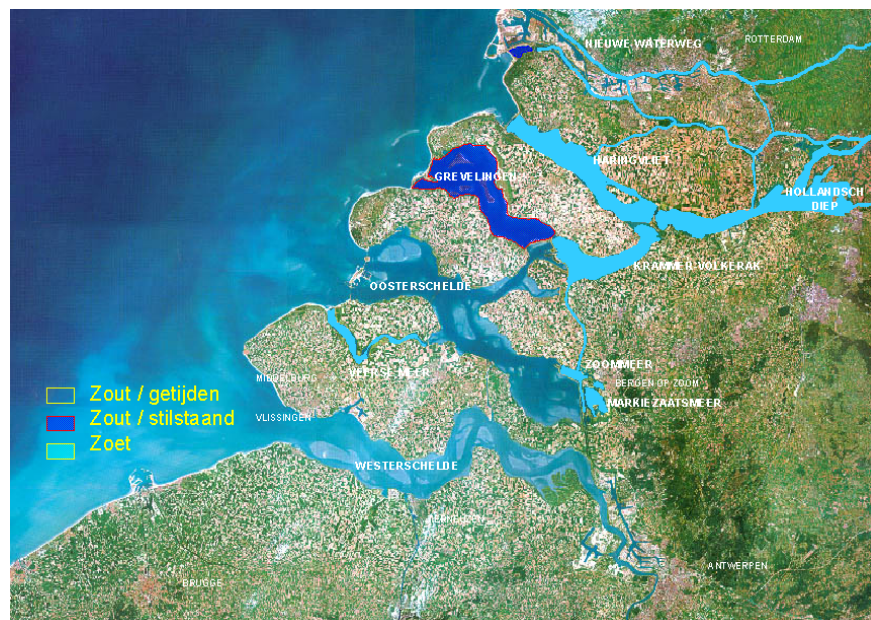 NIEUWE WATERWEG
ROTTERDAM
HARINGVLIET
GREVELINGEN
HOLLANDSCH
DIEP
KRAMMER VOLKERAK
OOSTERSCHELDE
ZOOMMEER
BERGEN OP ZOOM
MARKIEZAATSMEER
VEERSE MEER
MIDDELBURG
VLISSINGEN
Zout / getijden
Zout / stilstaand
Zoet
WESTERSCHELDE
TERNEUZEN
ANTWERPEN
BRUGGE